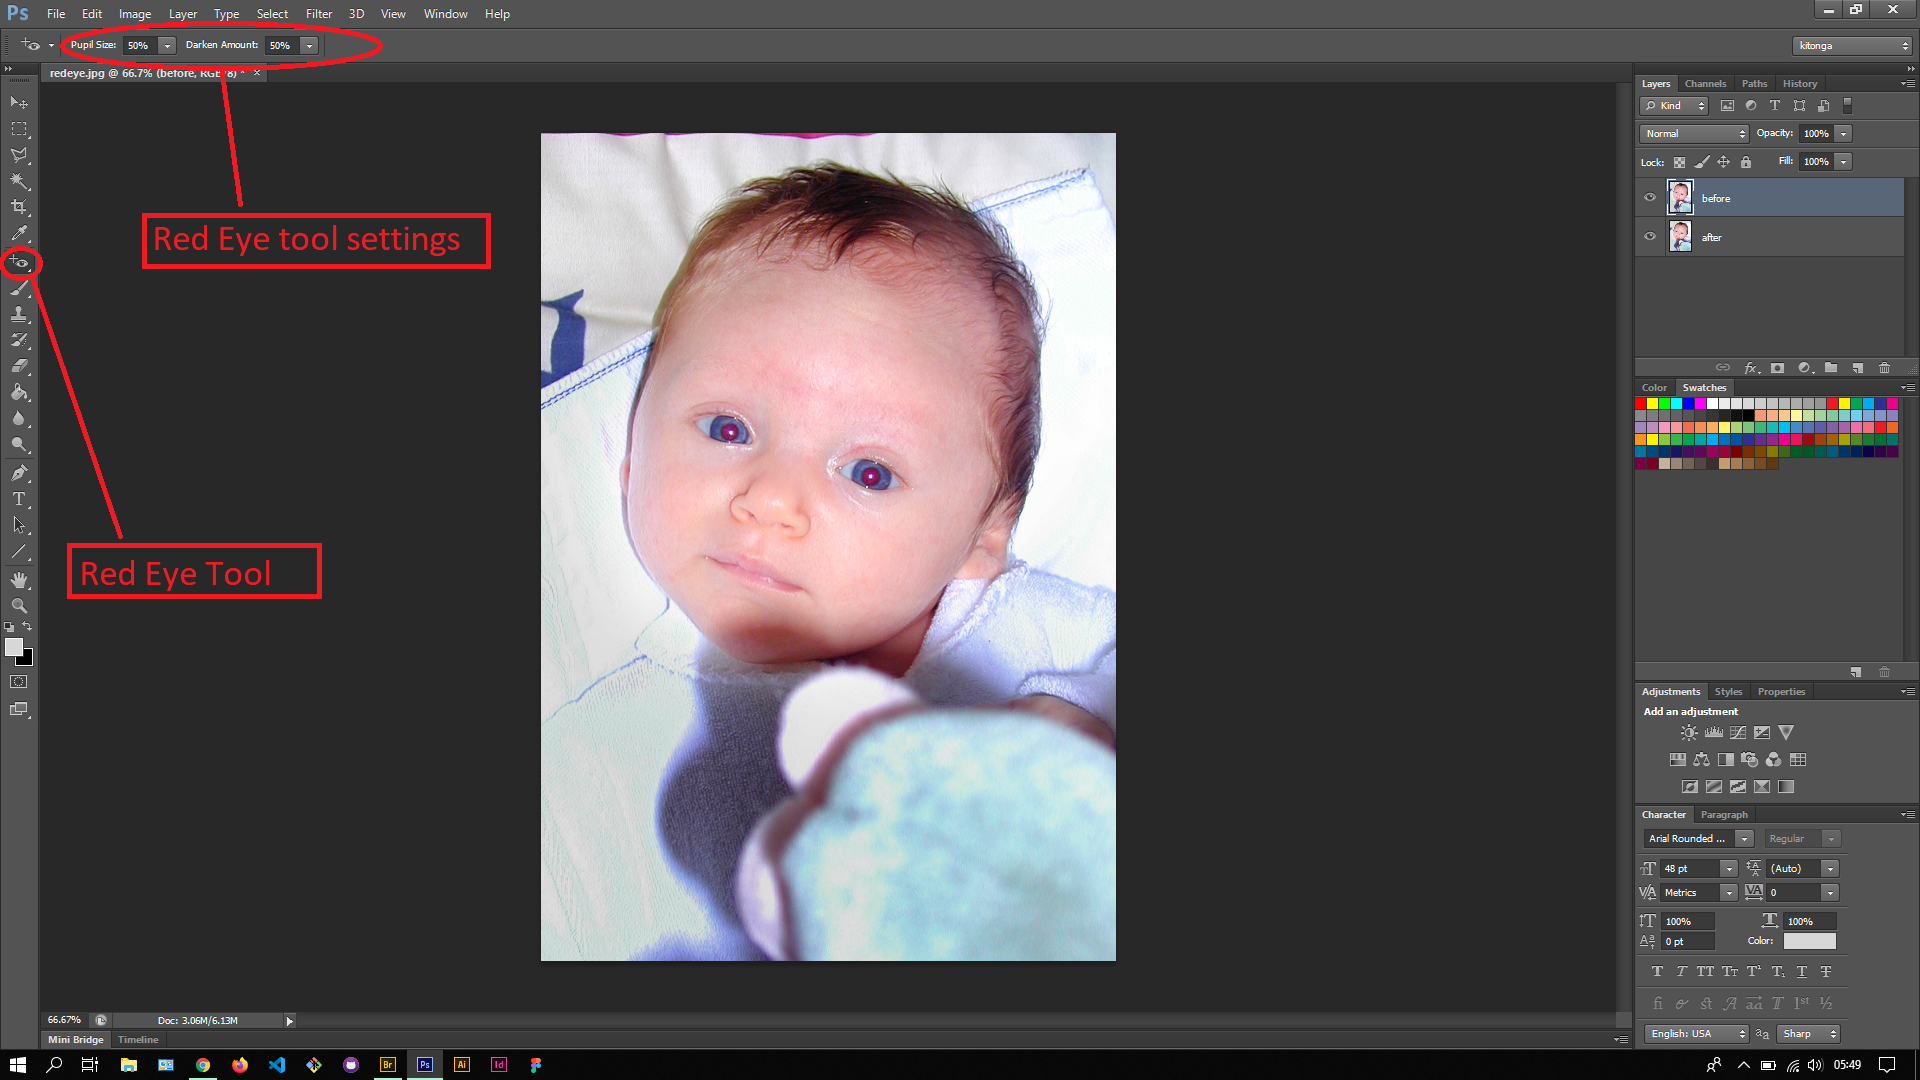 Ps File Edit Image Layer Type Select Filter 3D View Window Help
Pupil Size: 50% Darken Amount: 50%
kitonga
redeye.jpg @ 66.7% (before, RGB/8) *
Layers Channels Paths History
Kind
Normal Opacity: 100%
Lock: Fill: 100%
before
after
Red Eye tool settings
Red Eye Tool
Color Swatches
Adjustments Styles Properties
Add an adjustment
Character Paragraph
Arial Rounded ... Regular
48 pt (Auto)
Metrics 0
100% 100%
0 pt Color:
English: USA Sharp
66.67% Doc: 3.06M/6.13M
Mini Bridge Timeline
Br Ps Ai Id 05:49